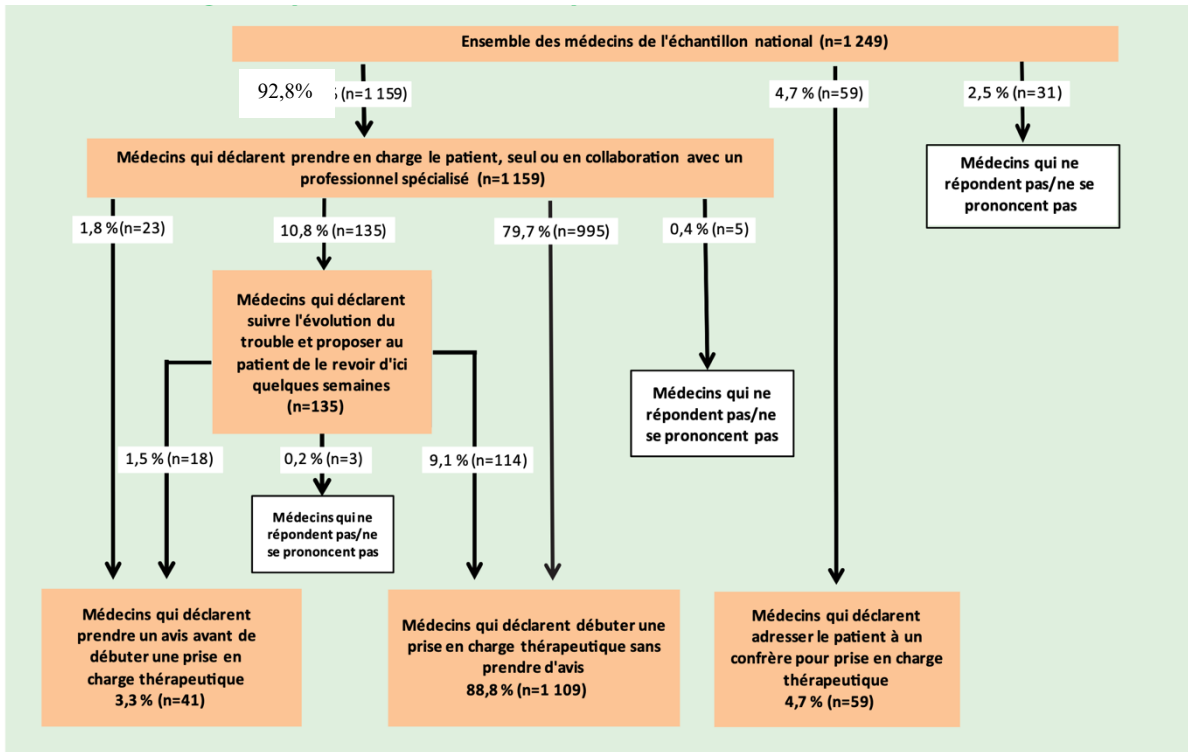 Ensemble des médecins de l'échantillon national (n=1 249)
92,8% (n=1 159)
4,7 % (n=59)
2,5 % (n=31)
Médecins qui déclarent prendre en charge le patient, seul ou en collaboration avec un
professionnel spécialisé (n=1 159)
Médecins qui ne
répondent pas/ne se
prononcent pas
1,8 % (n=23)
10,8 % (n=135)
79,7 % (n=995)
0,4 % (n=5)
Médecins qui déclarent
suivre l'évolution du
trouble et proposer au
patient de le revoir d'ici
quelques semaines
(n=135)
Médecins qui ne
répondent pas/ne
se prononcent pas
1,5 % (n=18)
0,2 % (n=3)
9,1 % (n=114)
Médecins qui ne
répondent pas/ne
se prononcent pas
Médecins qui déclarent
prendre un avis avant de
débuter une prise en
charge thérapeutique
3,3 % (n=41)
Médecins qui déclarent débuter une
prise en charge thérapeutique sans
prendre d'avis
88,8 % (n=1 109)
Médecins qui déclarent
adresser le patient à un
confrère pour prise en charge
thérapeutique
4,7 % (n=59)